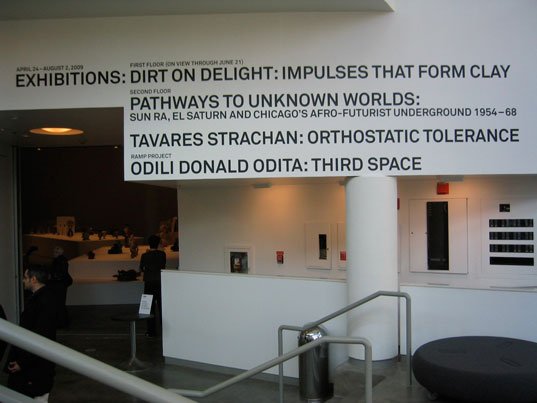 APRIL 24–AUGUST 2, 2009
FIRST FLOOR (ON VIEW THROUGH JUNE 21)
EXHIBITIONS: DIRT ON DELIGHT: IMPULSES THAT FORM CLAY
SECOND FLOOR
PATHWAYS TO UNKNOWN WORLDS:
SUN RA, EL SATURN AND CHICAGO'S AFRO-FUTURIST UNDERGROUND 1954–68
TAVARES STRACHAN: ORTHOSTATIC TOLERANCE
RAMP PROJECT
ODILI DONALD ODITA: THIRD SPACE